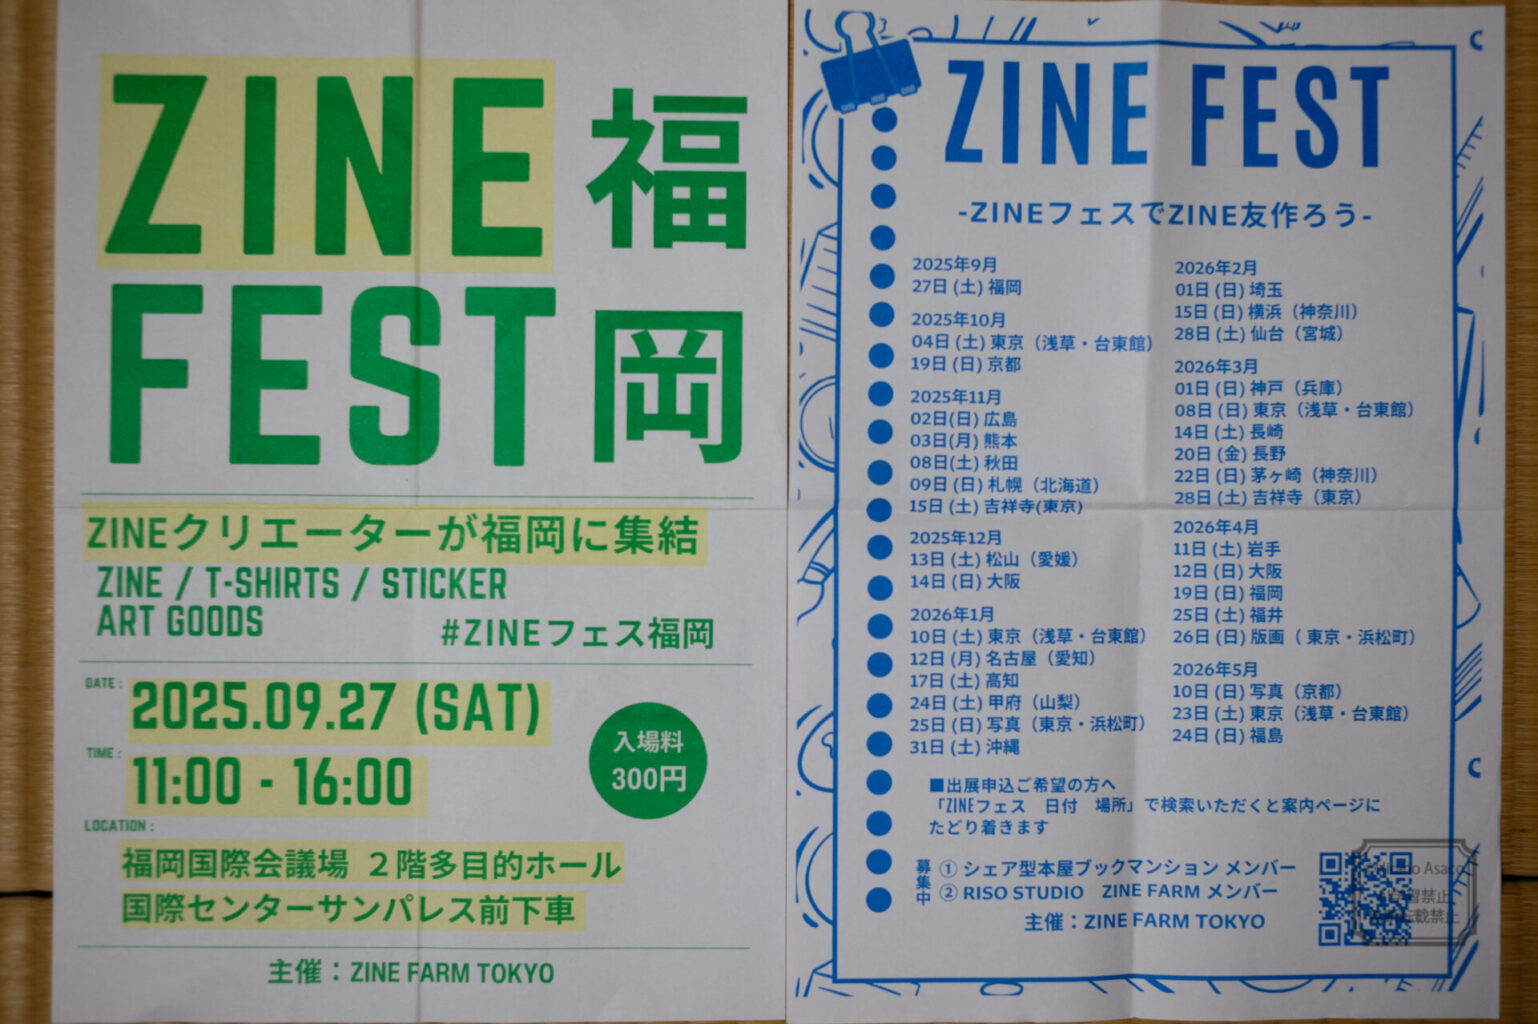 ZINE
FEST
福
岡
ZINEクリエーターが福岡に集結
ZINE / T-SHIRTS / STICKER
ART GOODS
#ZINEフェス福岡
DATE :
2025.09.27 (SAT)
TIME :
11:00 - 16:00
入場料
300円
LOCATION :
福岡国際会議場 2階多目的ホール
国際センターサンパレス前下車
主催：ZINE FARM TOKYO
ZINE FEST
-ZINEフェスでZINE友作ろう-
2025年9月
27日 (土) 福岡
2025年10月
04日 (土) 東京（浅草・台東館）
19日 (日) 京都
2025年11月
02日(日) 広島
03日(月) 熊本
08日(土) 秋田
09日 (日) 札幌（北海道）
15日 (土) 吉祥寺(東京)
2025年12月
13日 (土) 松山（愛媛）
14日 (日) 大阪
2026年1月
10日 (土) 東京（浅草・台東館）
12日 (月) 名古屋（愛知）
17日 (土) 高知
24日 (土) 甲府（山梨）
25日 (日) 写真（東京・浜松町）
31日 (土) 沖縄
2026年2月
01日 (日) 埼玉
15日 (日) 横浜（神奈川）
28日 (土) 仙台（宮城）
2026年3月
01日 (日) 神戸（兵庫）
08日 (日) 東京（浅草・台東館）
14日 (土) 長崎
20日 (金) 長野
22日 (日) 茅ヶ崎（神奈川）
28日 (土) 吉祥寺（東京）
2026年4月
11日 (土) 岩手
12日 (日) 大阪
19日 (日) 福岡
25日 (土) 福井
26日 (日) 版画（ 東京・浜松町）
2026年5月
10日 (日) 写真（京都）
23日 (土) 東京（浅草・台東館）
24日 (日) 福島
■出展申込ご希望の方へ
「ZINEフェス 日付 場所」で検索いただくと案内ページに
たどり着きます
募集中
① シェア型本屋ブックマンション メンバー
② RISO STUDIO ZINE FARM メンバー
主催：ZINE FARM TOKYO
Asaco
禁止
転載禁止